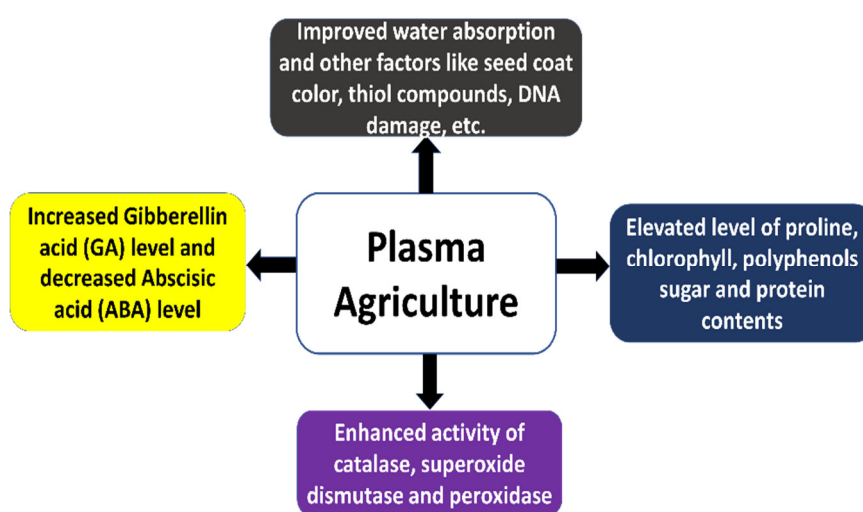 Improved water absorption
and other factors like seed coat
color, thiol compounds, DNA
damage, etc.
Increased Gibberellin
acid (GA) level and
decreased Abscisic
acid (ABA) level
Plasma
Agriculture
Elevated level of proline,
chlorophyll, polyphenols
sugar and protein
contents
Enhanced activity of
catalase, superoxide
dismutase and peroxidase